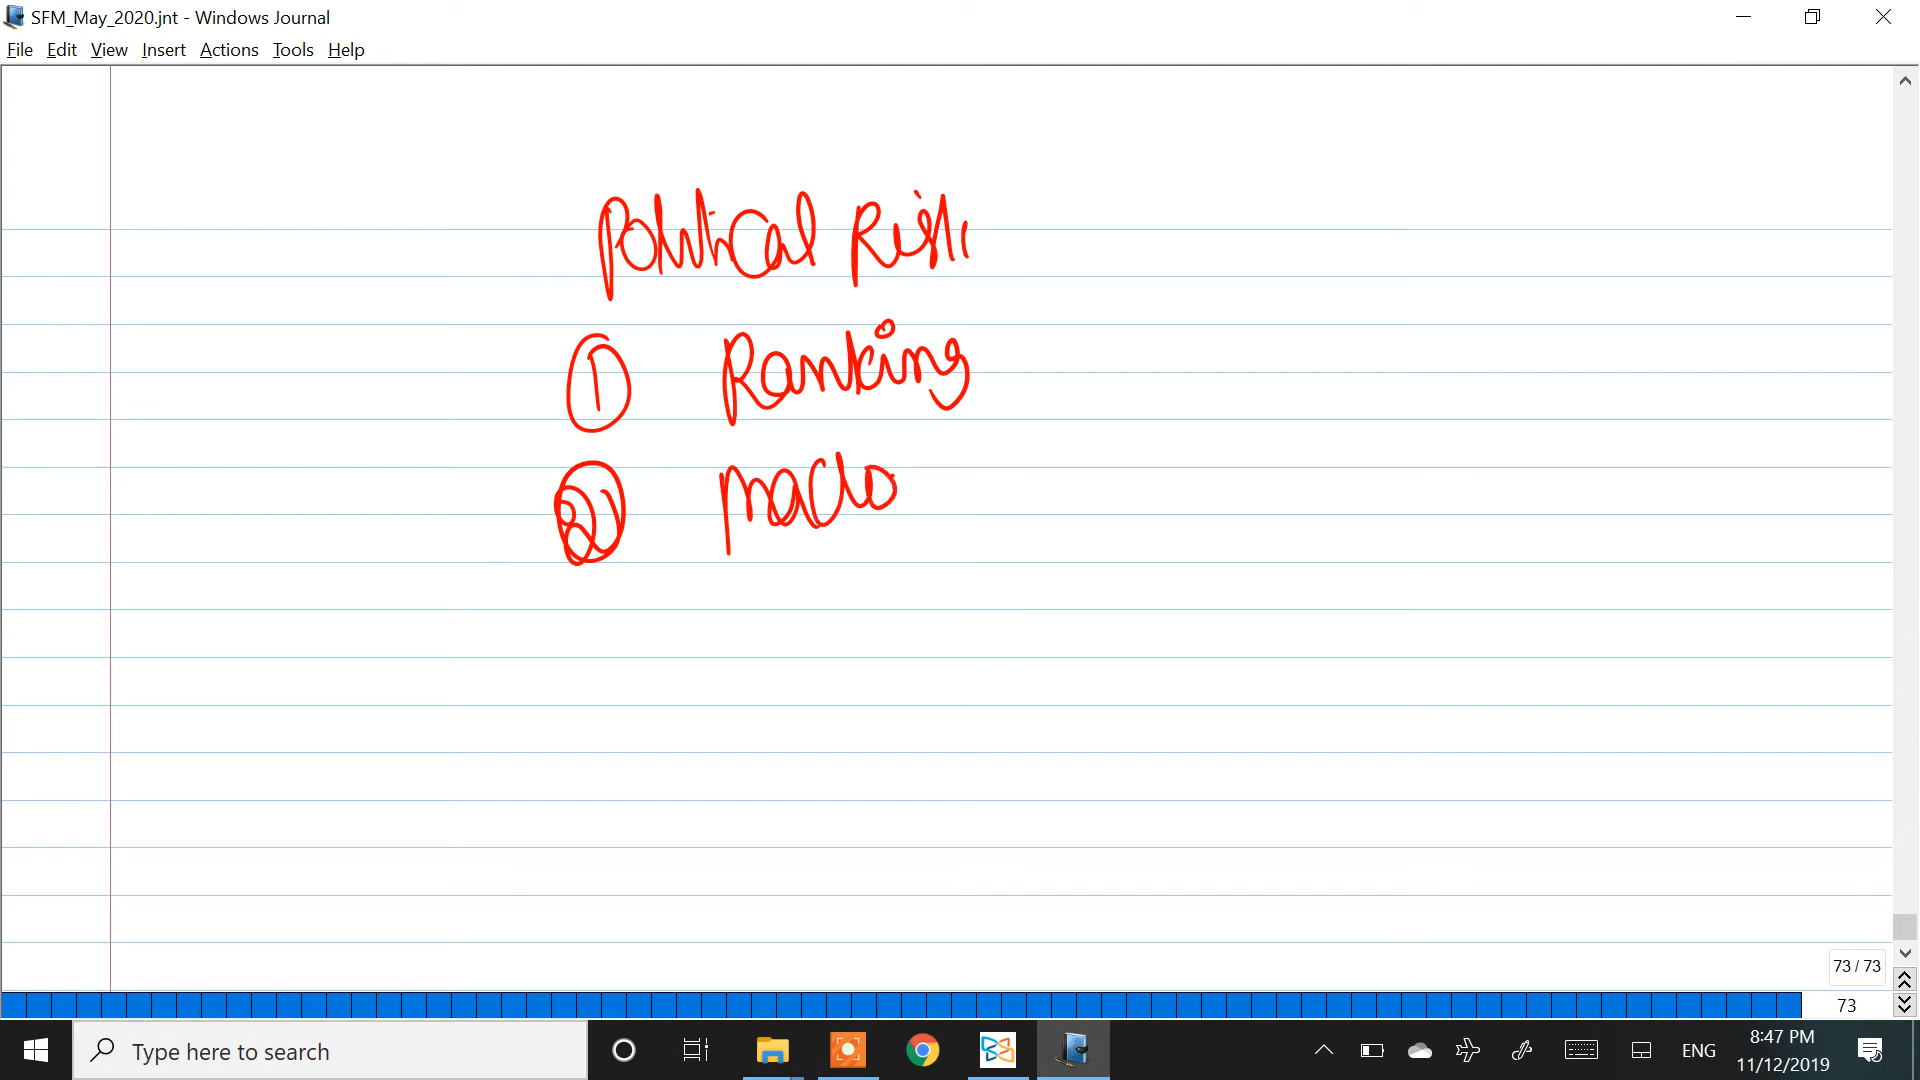 SFM_May_2020.jnt - Windows Journal
File Edit View Insert Actions Tools Help
Political Risk
1 Ranking
2 Macro
73 / 73
73
Type here to search
ENG
8:47 PM
11/12/2019